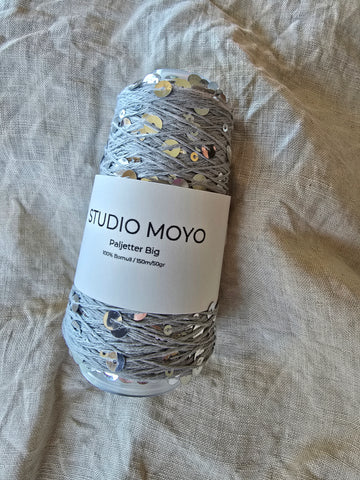 STUDIO MOYO
Paljetter Big
100% Bomull / 150m/50gr